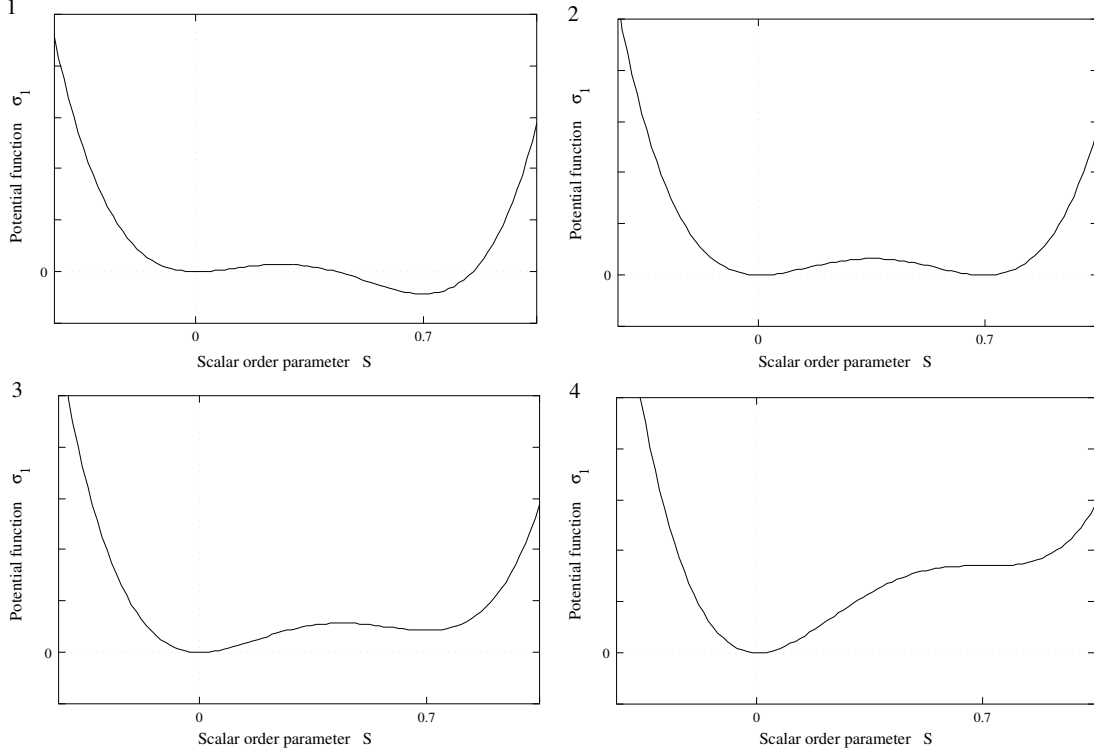 1
Potential function σ₁
0
0
0.7
Scalar order parameter S
2
Potential function σ₁
0
0
0.7
Scalar order parameter S
3
Potential function σ₁
0
0
0.7
Scalar order parameter S
4
Potential function σ₁
0
0
0.7
Scalar order parameter S